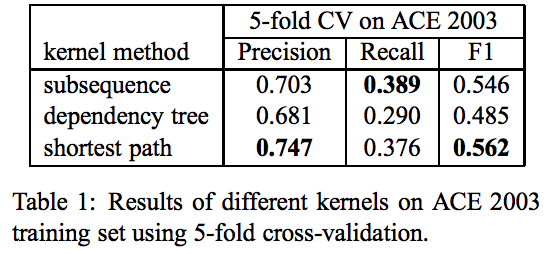 5-fold CV on ACE 2003
kernel method Precision Recall F1
subsequence 0.703 0.389 0.546
dependency tree 0.681 0.290 0.485
shortest path 0.747 0.376 0.562
Table 1: Results of different kernels on ACE 2003
training set using 5-fold cross-validation.